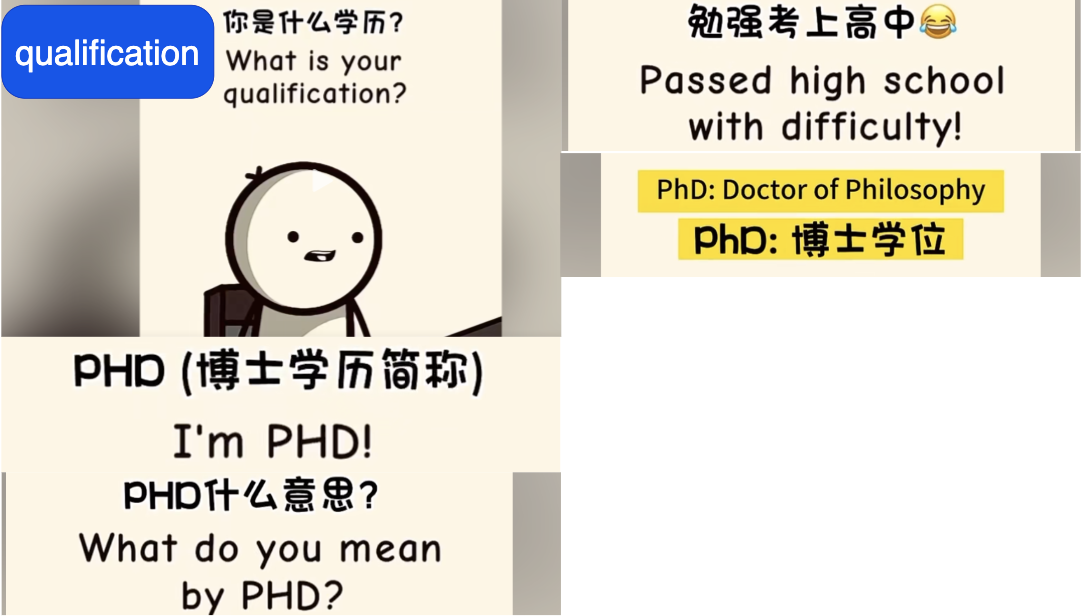 qualification
你是什么学历?
What is your
qualification?
PHD (博士学历简称)
I'm PHD!
PHD什么意思?
What do you mean
by PHD?
勉强考上高中😂
Passed high school
with difficulty!
PhD: Doctor of Philosophy
PhD: 博士学位